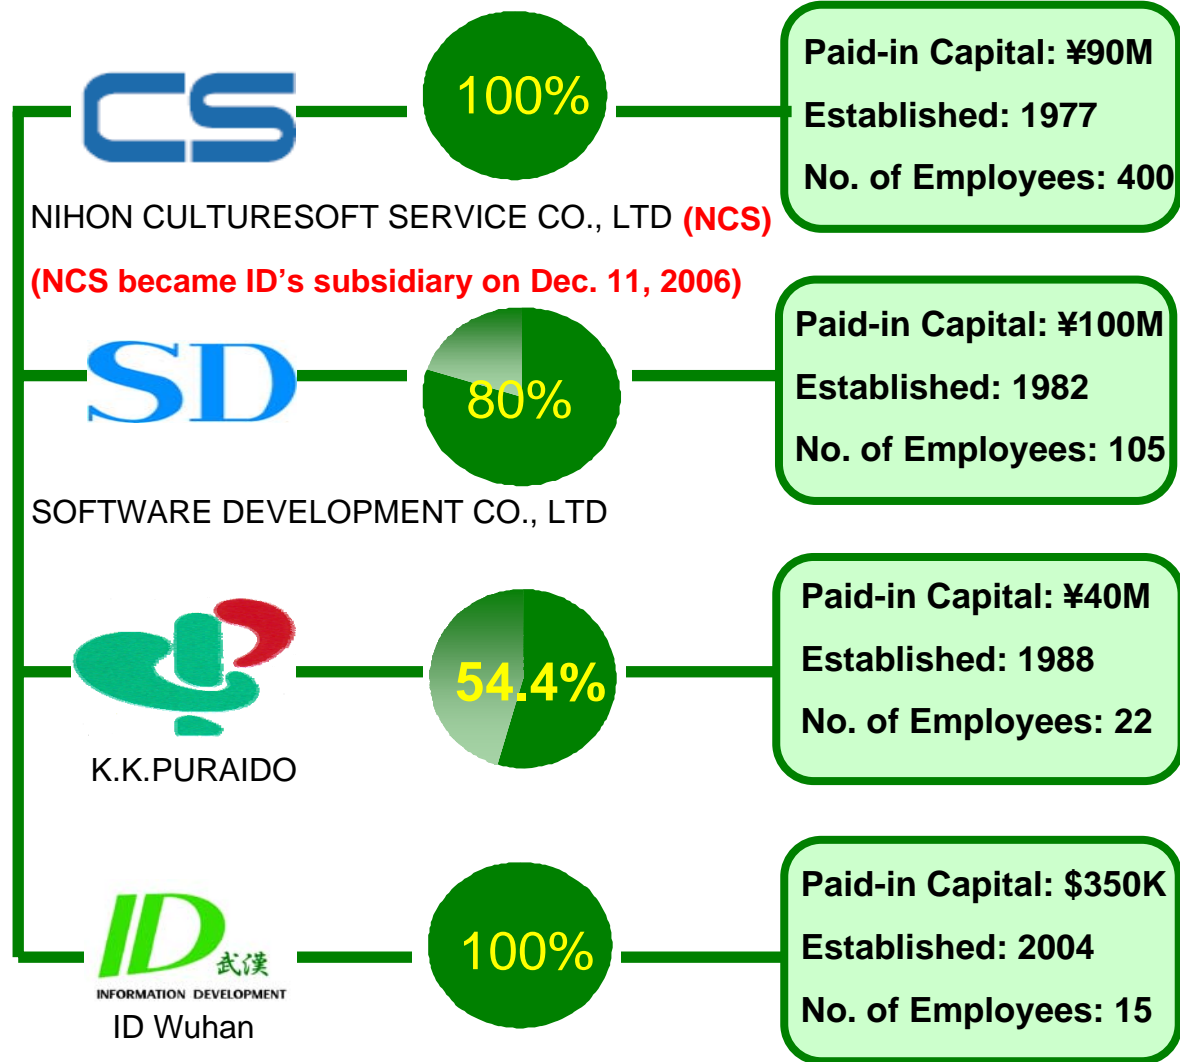 CS
100%
Paid-in Capital: ¥90M
Established: 1977
No. of Employees: 400
NIHON CULTURESOFT SERVICE CO., LTD (NCS)
(NCS became ID’s subsidiary on Dec. 11, 2006)
SD
80%
Paid-in Capital: ¥100M
Established: 1982
No. of Employees: 105
SOFTWARE DEVELOPMENT CO., LTD
54.4%
Paid-in Capital: ¥40M
Established: 1988
No. of Employees: 22
K.K.PURAIDO
ID武漢
INFORMATION DEVELOPMENT
ID Wuhan
100%
Paid-in Capital: $350K
Established: 2004
No. of Employees: 15